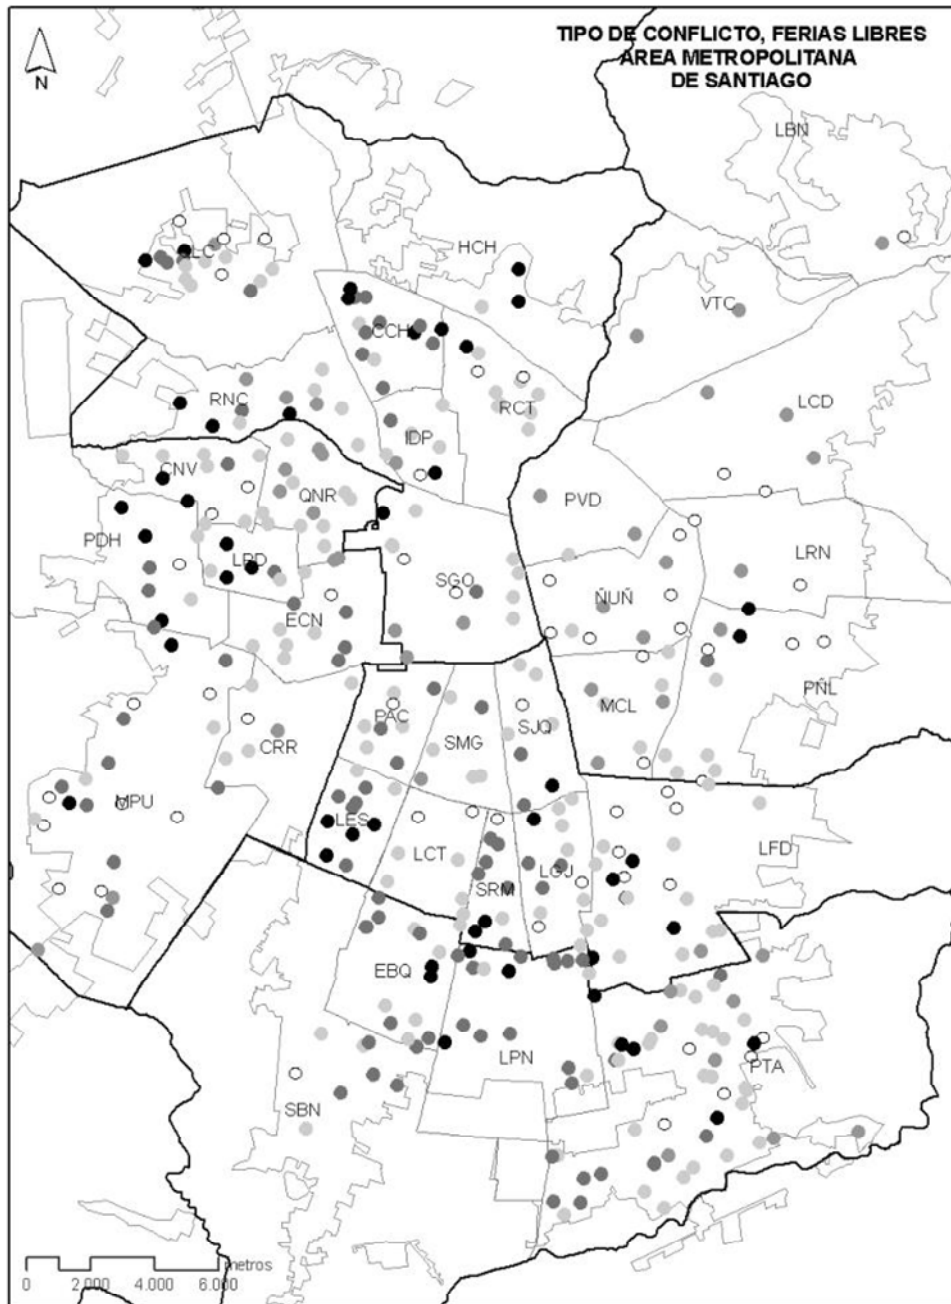 TIPO DE CONFLICTO, FERIAS LIBRES
ÁREA METROPOLITANA
DE SANTIAGO
N
LBN
HCH
VTC
CCH
LCD
RNC
RCT
IDP
CNV
QNR
PVD
PDH
LPD
LRN
SGO
ÑUÑ
ECN
PÑL
PAC
MCL
SMG
SJQ
CRR
MPU
LES
LCT
LGJ
LFD
SRM
EBQ
LPN
PTA
SBN
metros
0 2.000 4.000 6.000